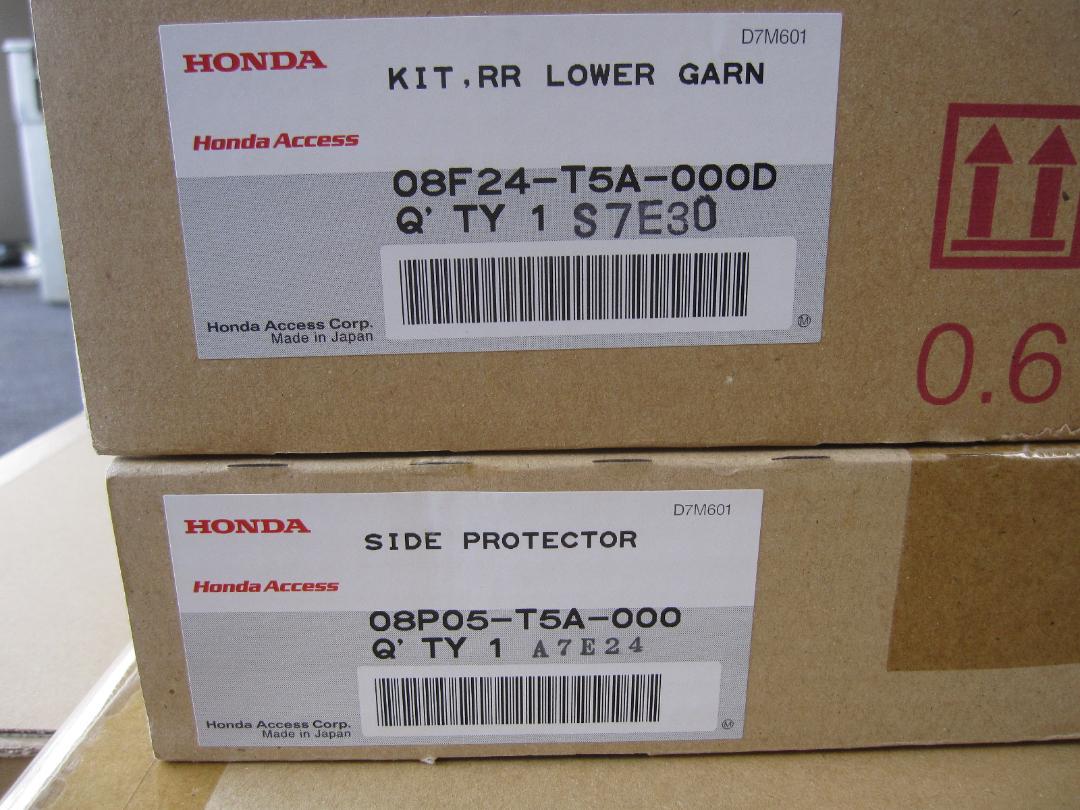 D7M601
HONDA
KIT,RR LOWER GARN
Honda Access
08F24-T5A-000D
Q' TY 1 S7E30
Honda Access Corp.
Made in Japan
M
0.6
D7M601
HONDA
SIDE PROTECTOR
Honda Access
08P05-T5A-000
Q' TY 1 A7E24
Honda Access Corp.
Made in Japan
M